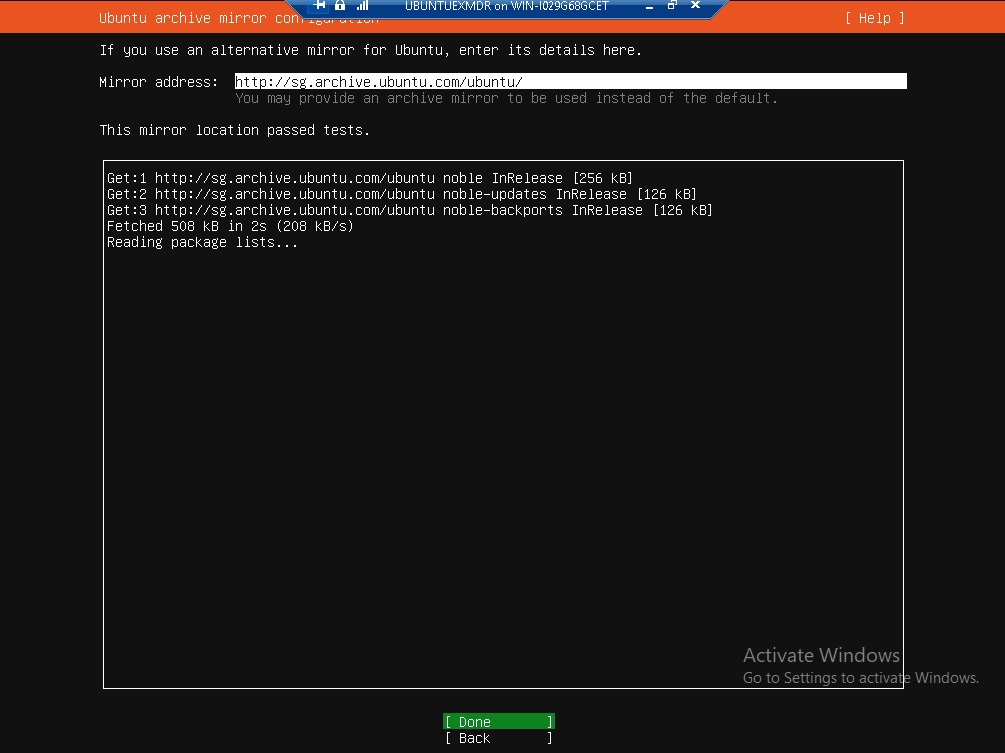 UBUNTUEXMDR on WIN-I029G68GCET
Ubuntu archive mirror configuration
[ Help ]
If you use an alternative mirror for Ubuntu, enter its details here.
Mirror address: http://sg.archive.ubuntu.com/ubuntu/
You may provide an archive mirror to be used instead of the default.
This mirror location passed tests.
Get:1 http://sg.archive.ubuntu.com/ubuntu noble InRelease [256 kB]
Get:2 http://sg.archive.ubuntu.com/ubuntu noble-updates InRelease [126 kB]
Get:3 http://sg.archive.ubuntu.com/ubuntu noble-backports InRelease [126 kB]
Fetched 508 kB in 2s (208 kB/s)
Reading package lists...
Activate Windows
Go to Settings to activate Windows.
[ Done ]
[ Back ]